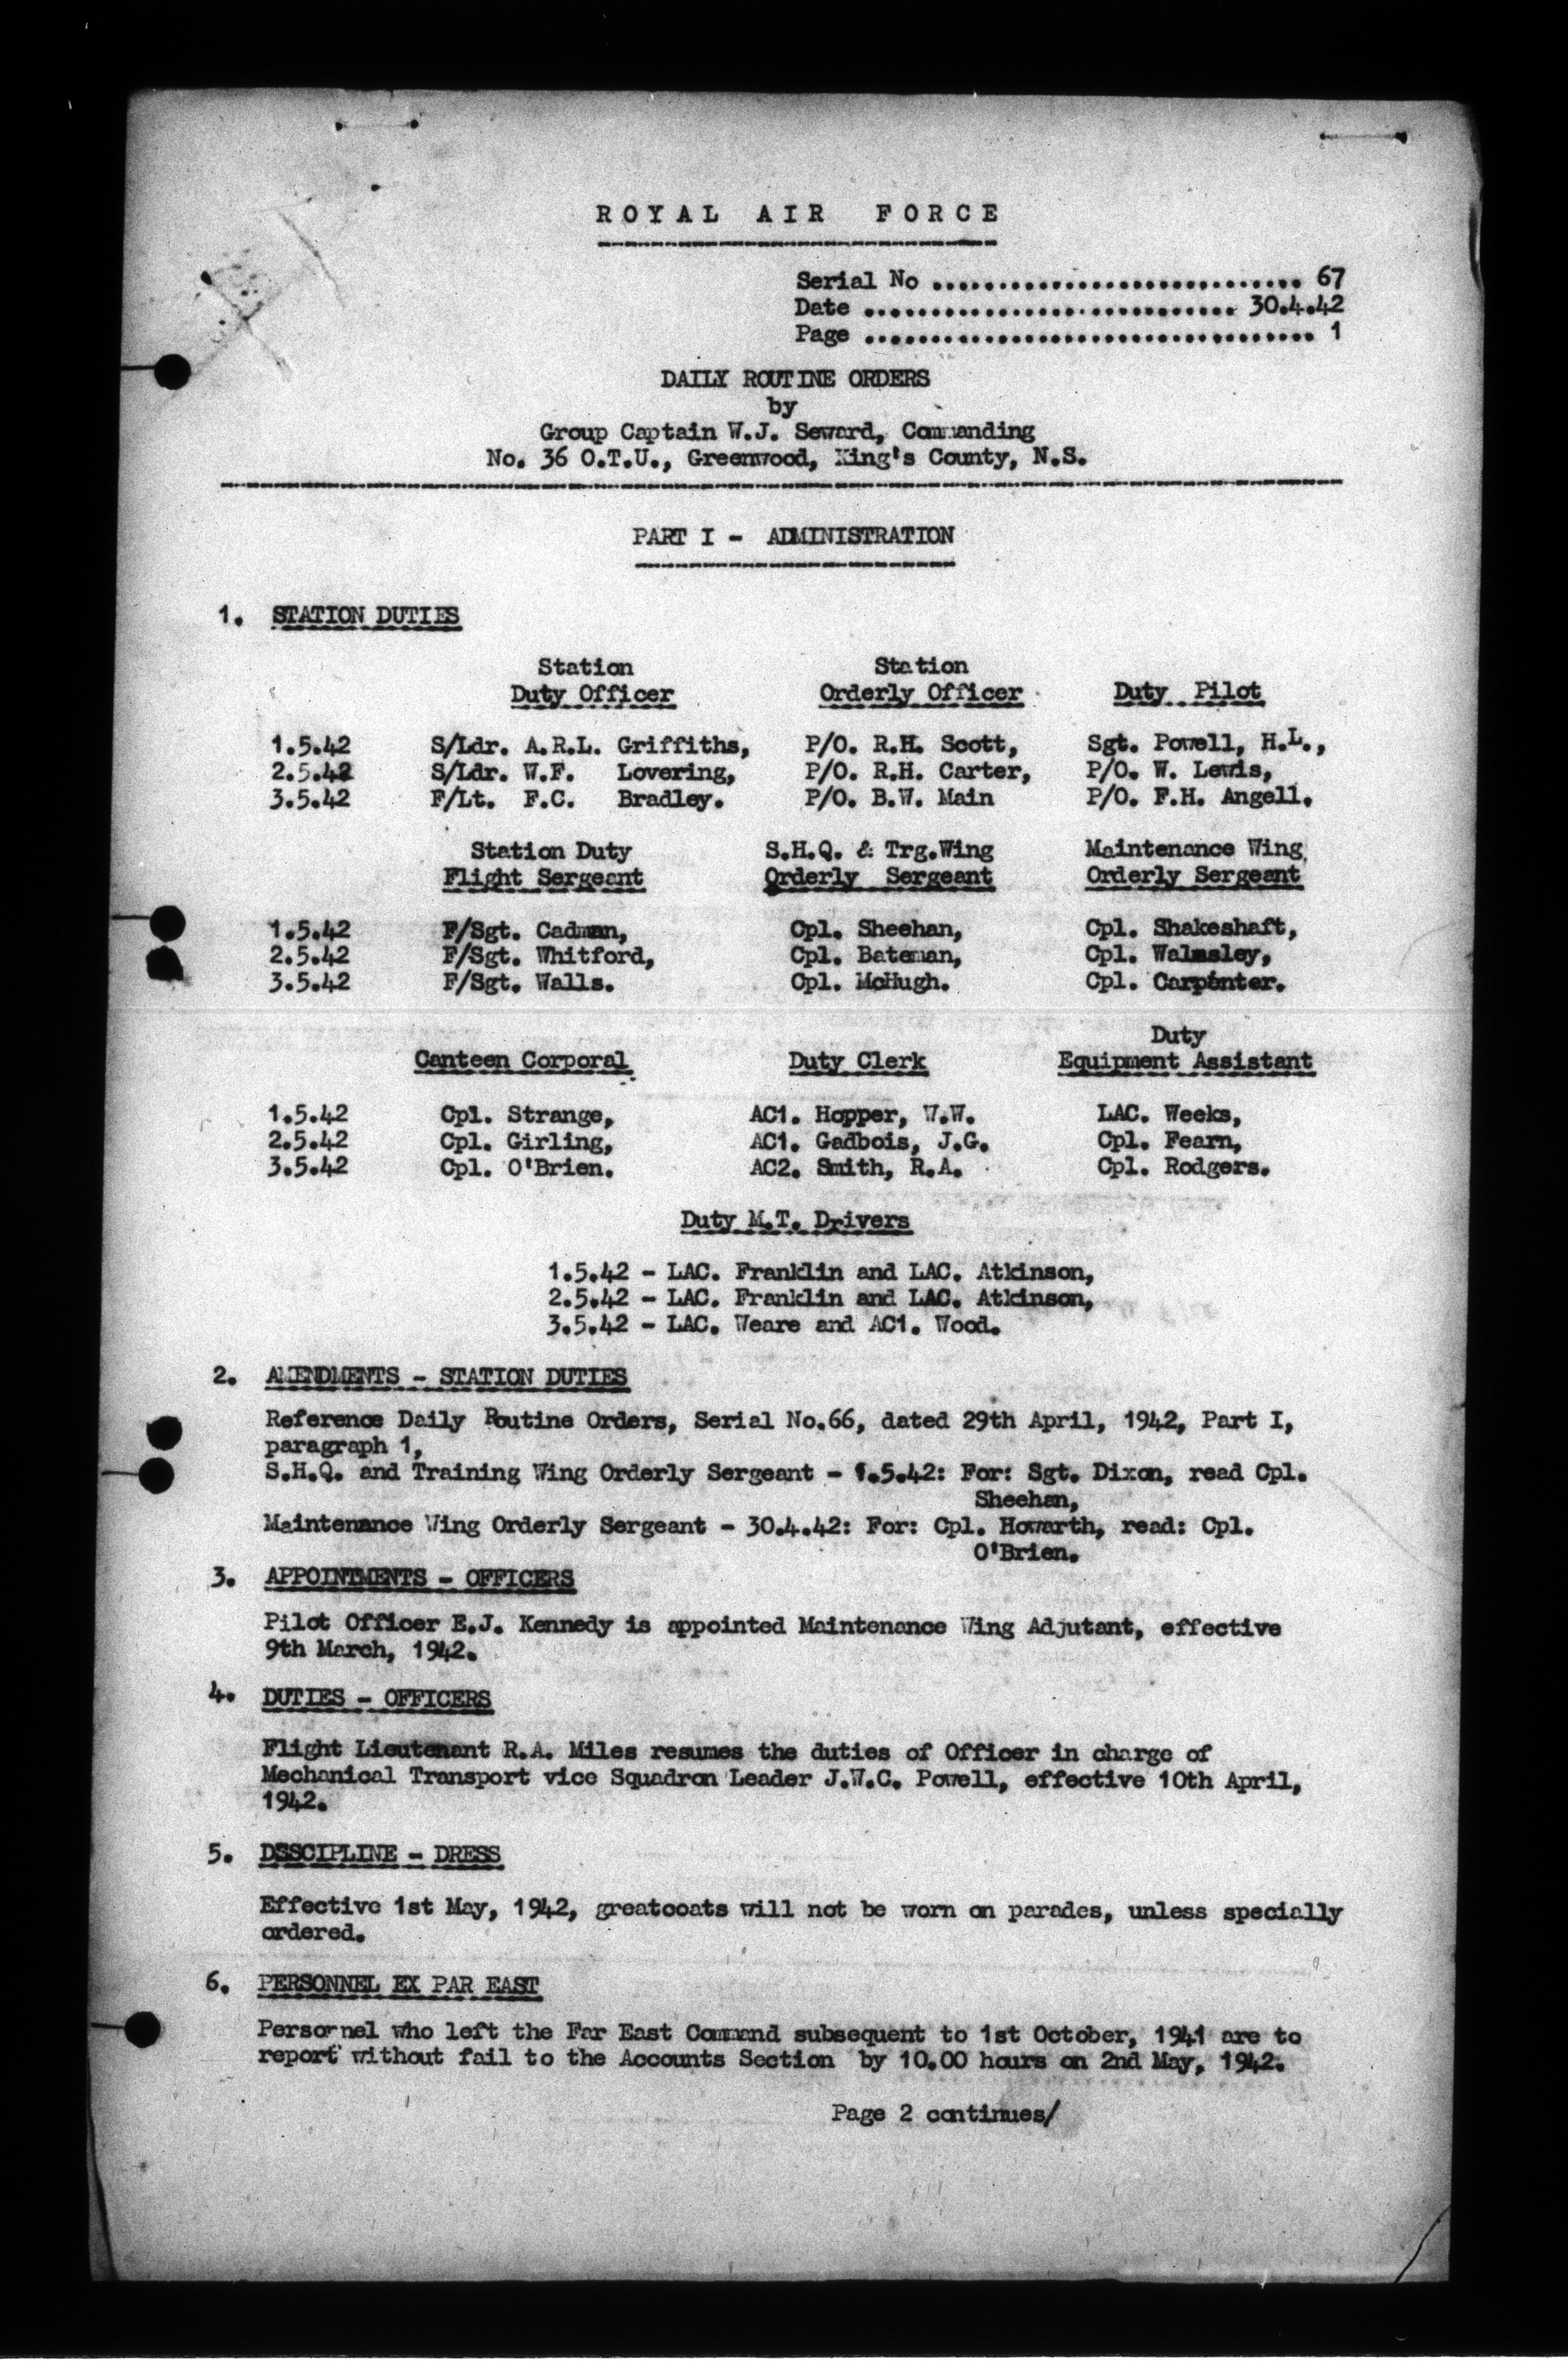 ROYAL AIR FORCE
Serial No ............................ 67
Date ............................ 30.4.42
Page .................................. 1
DAILY ROUTINE ORDERS
by
Group Captain W.J. Seward, Commanding
No. 36 O.T.U., Greenwood, King's County, N.S.
PART I - ADMINISTRATION
1. STATION DUTIES
Station Station
Duty Officer Orderly Officer Duty Pilot
1.5.42 S/Ldr. A.R.L. Griffiths, P/O. R.H. Scott, Sgt. Powell, H.L.,
2.5.42 S/Ldr. W.F. Lovering, P/O. R.H. Carter, P/O. W. Lewis,
3.5.42 F/Lt. F.C. Bradley. P/O. B.W. Main P/O. F.H. Angell.
Station Duty S.H.Q. & Trg.Wing Maintenance Wing
Flight Sergeant Orderly Sergeant Orderly Sergeant
1.5.42 F/Sgt. Cadman, Cpl. Sheehan, Cpl. Shakeshaft,
2.5.42 F/Sgt. Whitford, Cpl. Bateman, Cpl. Walmsley,
3.5.42 F/Sgt. Walls. Cpl. McHugh. Cpl. Carpenter.
Duty
Canteen Corporal Duty Clerk Equipment Assistant
1.5.42 Cpl. Strange, AC1. Hopper, W.W. LAC. Weeks,
2.5.42 Cpl. Girling, AC1. Gadbois, J.G. Cpl. Fearn,
3.5.42 Cpl. O'Brien. AC2. Smith, R.A. Cpl. Rodgers.
Duty M.T. Drivers
1.5.42 - LAC. Franklin and LAC. Atkinson,
2.5.42 - LAC. Franklin and LAC. Atkinson,
3.5.42 - LAC. Weare and AC1. Wood.
2. AMENDMENTS - STATION DUTIES
Reference Daily Routine Orders, Serial No.66, dated 29th April, 1942, Part I,
paragraph 1,
S.H.Q. and Training Wing Orderly Sergeant - 1.5.42: For: Sgt. Dixon, read Cpl.
Sheehan,
Maintenance Wing Orderly Sergeant - 30.4.42: For: Cpl. Howarth, read: Cpl.
O'Brien.
3. APPOINTMENTS - OFFICERS
Pilot Officer E.J. Kennedy is appointed Maintenance Wing Adjutant, effective
9th March, 1942.
4. DUTIES - OFFICERS
Flight Lieutenant R.A. Miles resumes the duties of Officer in charge of
Mechanical Transport vice Squadron Leader J.W.C. Powell, effective 10th April,
1942.
5. DSSCIPLINE - DRESS
Effective 1st May, 1942, greatcoats will not be worn on parades, unless specially
ordered.
6. PERSONNEL EX PAR EAST
Personnel who left the Far East Command subsequent to 1st October, 1941 are to
report without fail to the Accounts Section by 10.00 hours on 2nd May, 1942.
Page 2 continues/